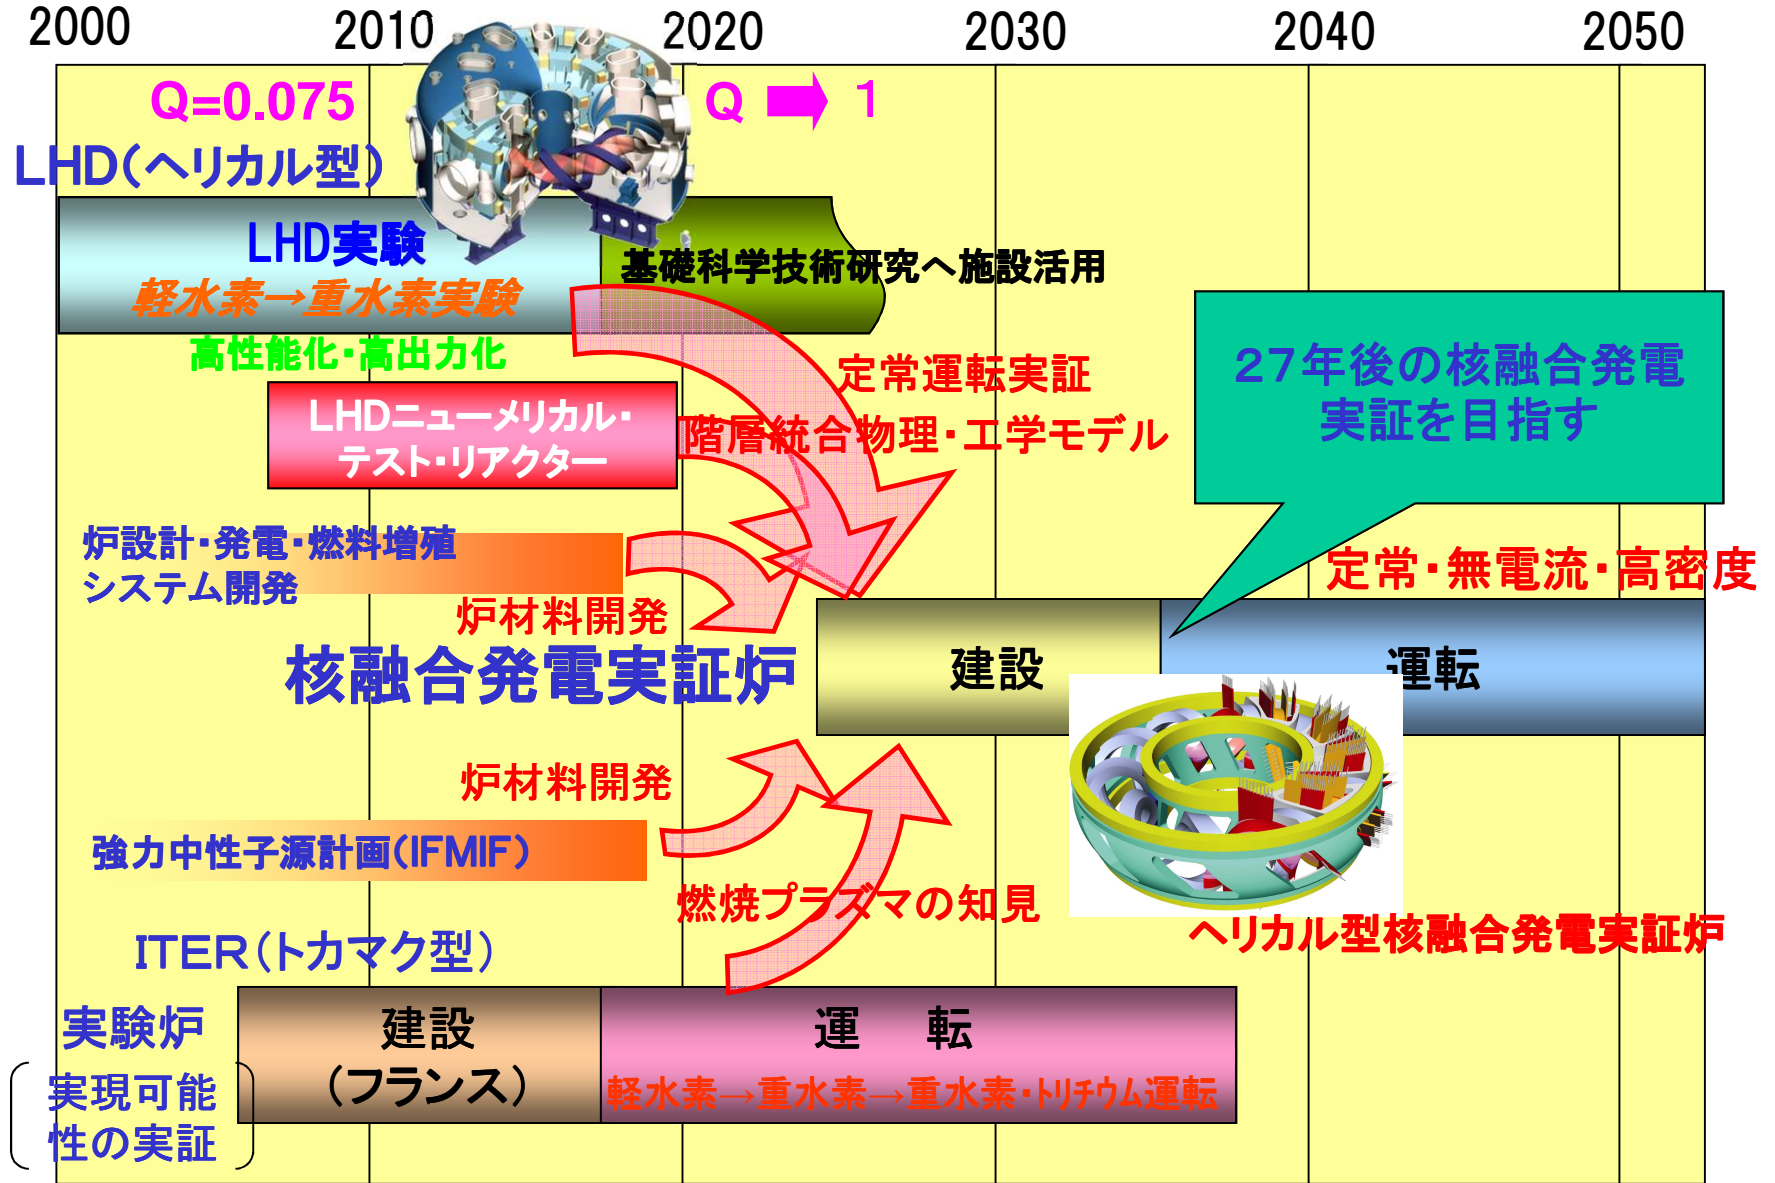 2000 2010 2020 2030 2040 2050
Q=0.075
Q ➡ 1
LHD(ヘリカル型)
LHD実験
軽水素→重水素実験
基礎科学技術研究へ施設活用
高性能化・高出力化
定常運転実証
LHDニューメリカル・
テスト・リアクター
階層統合物理・工学モデル
27年後の核融合発電
実証を目指す
炉設計・発電・燃料増殖
システム開発
定常・無電流・高密度
炉材料開発
核融合発電実証炉
建設
運転
炉材料開発
強力中性子源計画(IFMIF)
燃焼プラズマの知見
ヘリカル型核融合発電実証炉
ITER(トカマク型)
実験炉
実現可能
性の実証
建設
(フランス)
運 転
軽水素→重水素→重水素・トリチウム運転